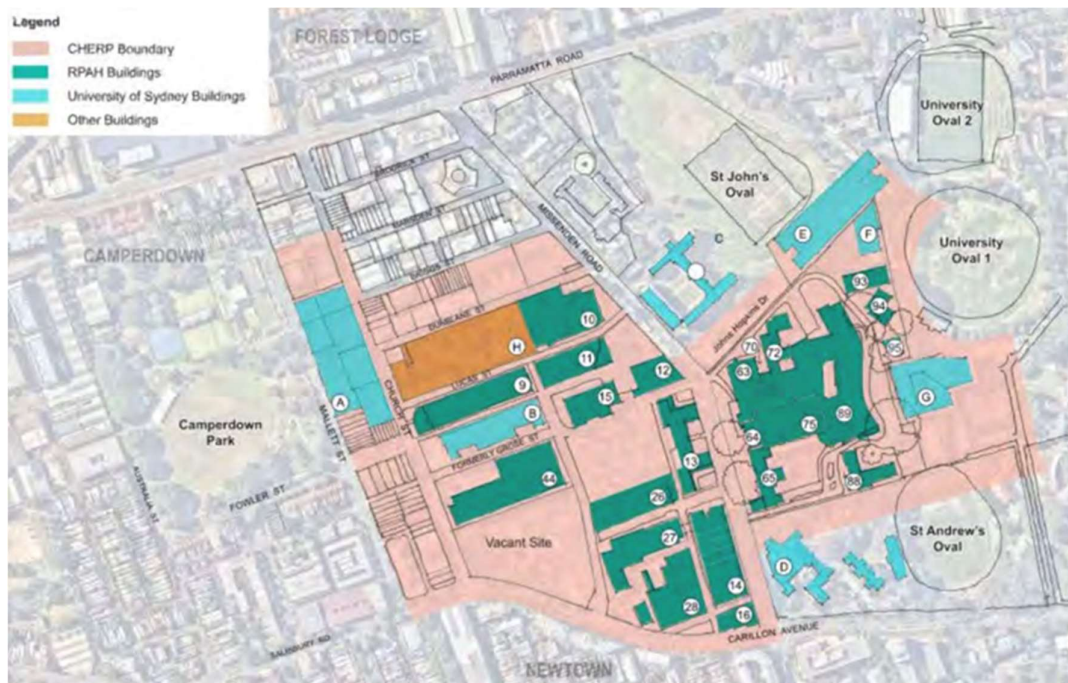 Legend
CHERP Boundary
RPAH Buildings
University of Sydney Buildings
Other Buildings
FOREST LODGE
PARRAMATTA ROAD
University
Oval 2
St John's
Oval
MISSENDEN ROAD
C
E
F
University
Oval 1
CAMPERDOWN
GIBBENS ST
DUNBLANE ST
10
93
94
95
Johns Hopkins Dr
70
72
63
H
11
12
LUCAS ST
9
15
A
B
CHURCH ST
MALLETT ST
Camperdown
Park
FORMERLY GROSE ST
G
89
75
64
13
44
65
88
26
AUSTRALIA ST
FOWLER ST
Vacant Site
27
St Andrew's
Oval
D
14
28
16
CARILLON AVENUE
SALISBURY RD
NEWTOWN